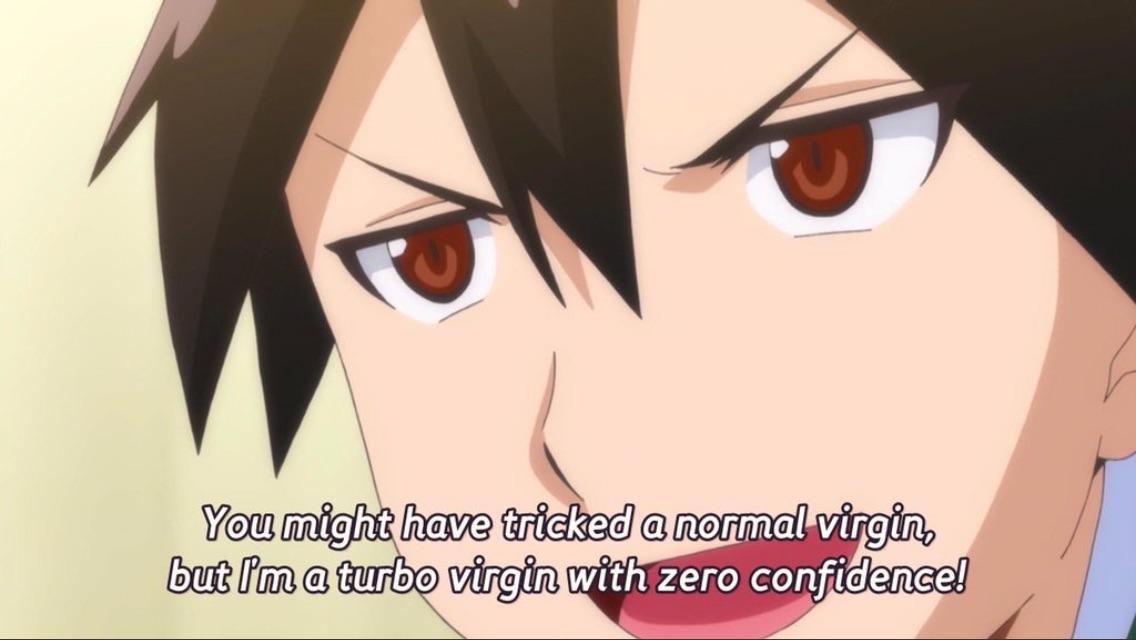 You might have tricked a normal virgin,
but I'm a turbo virgin with zero confidence!